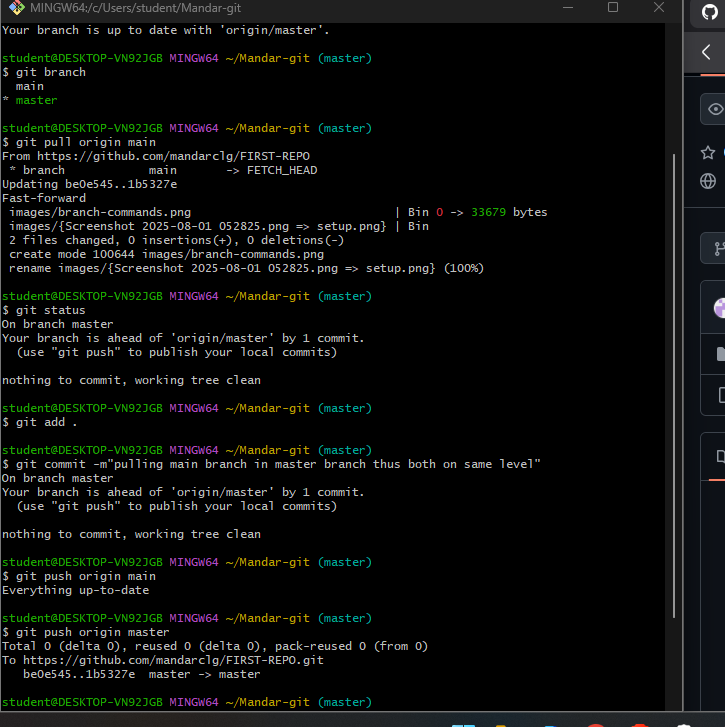 MINGW64:/c/Users/student/Mandar-git
Your branch is up to date with 'origin/master'.
student@DESKTOP-VN92JGB MINGW64 ~/Mandar-git (master)
$ git branch
  main
* master
student@DESKTOP-VN92JGB MINGW64 ~/Mandar-git (master)
$ git pull origin main
From https://github.com/mandarclg/FIRST-REPO
 * branch            main       -> FETCH_HEAD
Updating be0e545..1b5327e
Fast-forward
 images/branch-commands.png                             | Bin 0 -> 33679 bytes
 images/{Screenshot 2025-08-01 052825.png => setup.png} | Bin
 2 files changed, 0 insertions(+), 0 deletions(-)
 create mode 100644 images/branch-commands.png
 rename images/{Screenshot 2025-08-01 052825.png => setup.png} (100%)
student@DESKTOP-VN92JGB MINGW64 ~/Mandar-git (master)
$ git status
On branch master
Your branch is ahead of 'origin/master' by 1 commit.
  (use "git push" to publish your local commits)
nothing to commit, working tree clean
student@DESKTOP-VN92JGB MINGW64 ~/Mandar-git (master)
$ git add .
student@DESKTOP-VN92JGB MINGW64 ~/Mandar-git (master)
$ git commit -m"pulling main branch in master branch thus both on same level"
On branch master
Your branch is ahead of 'origin/master' by 1 commit.
  (use "git push" to publish your local commits)
nothing to commit, working tree clean
student@DESKTOP-VN92JGB MINGW64 ~/Mandar-git (master)
$ git push origin main
Everything up-to-date
student@DESKTOP-VN92JGB MINGW64 ~/Mandar-git (master)
$ git push origin master
Total 0 (delta 0), reused 0 (delta 0), pack-reused 0 (from 0)
To https://github.com/mandarclg/FIRST-REPO.git
   be0e545..1b5327e  master -> master
student@DESKTOP-VN92JGB MINGW64 ~/Mandar-git (master)